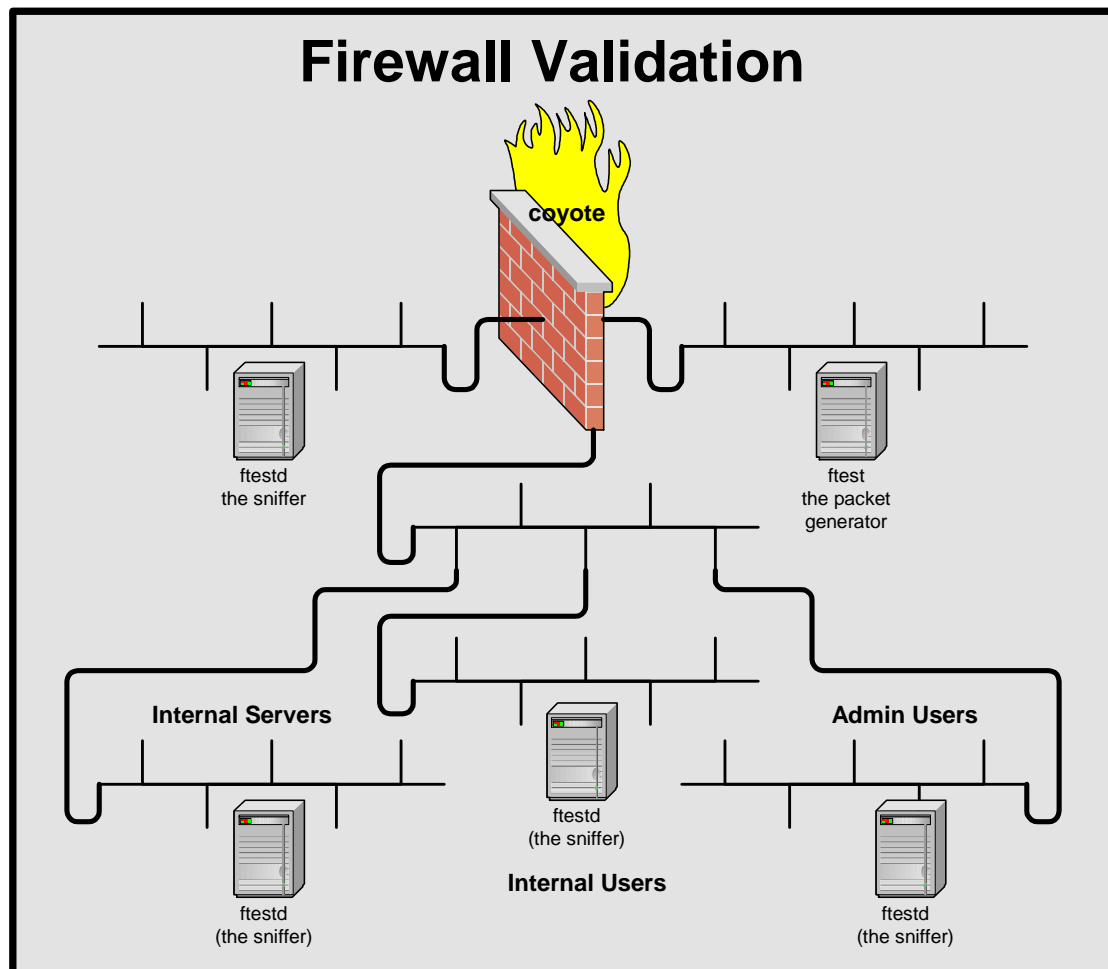 Firewall Validation
coyote
ftestd
the sniffer
ftest
the packet
generator
Internal Servers
Admin Users
ftestd
(the sniffer)
Internal Users
ftestd
(the sniffer)
ftestd
(the sniffer)